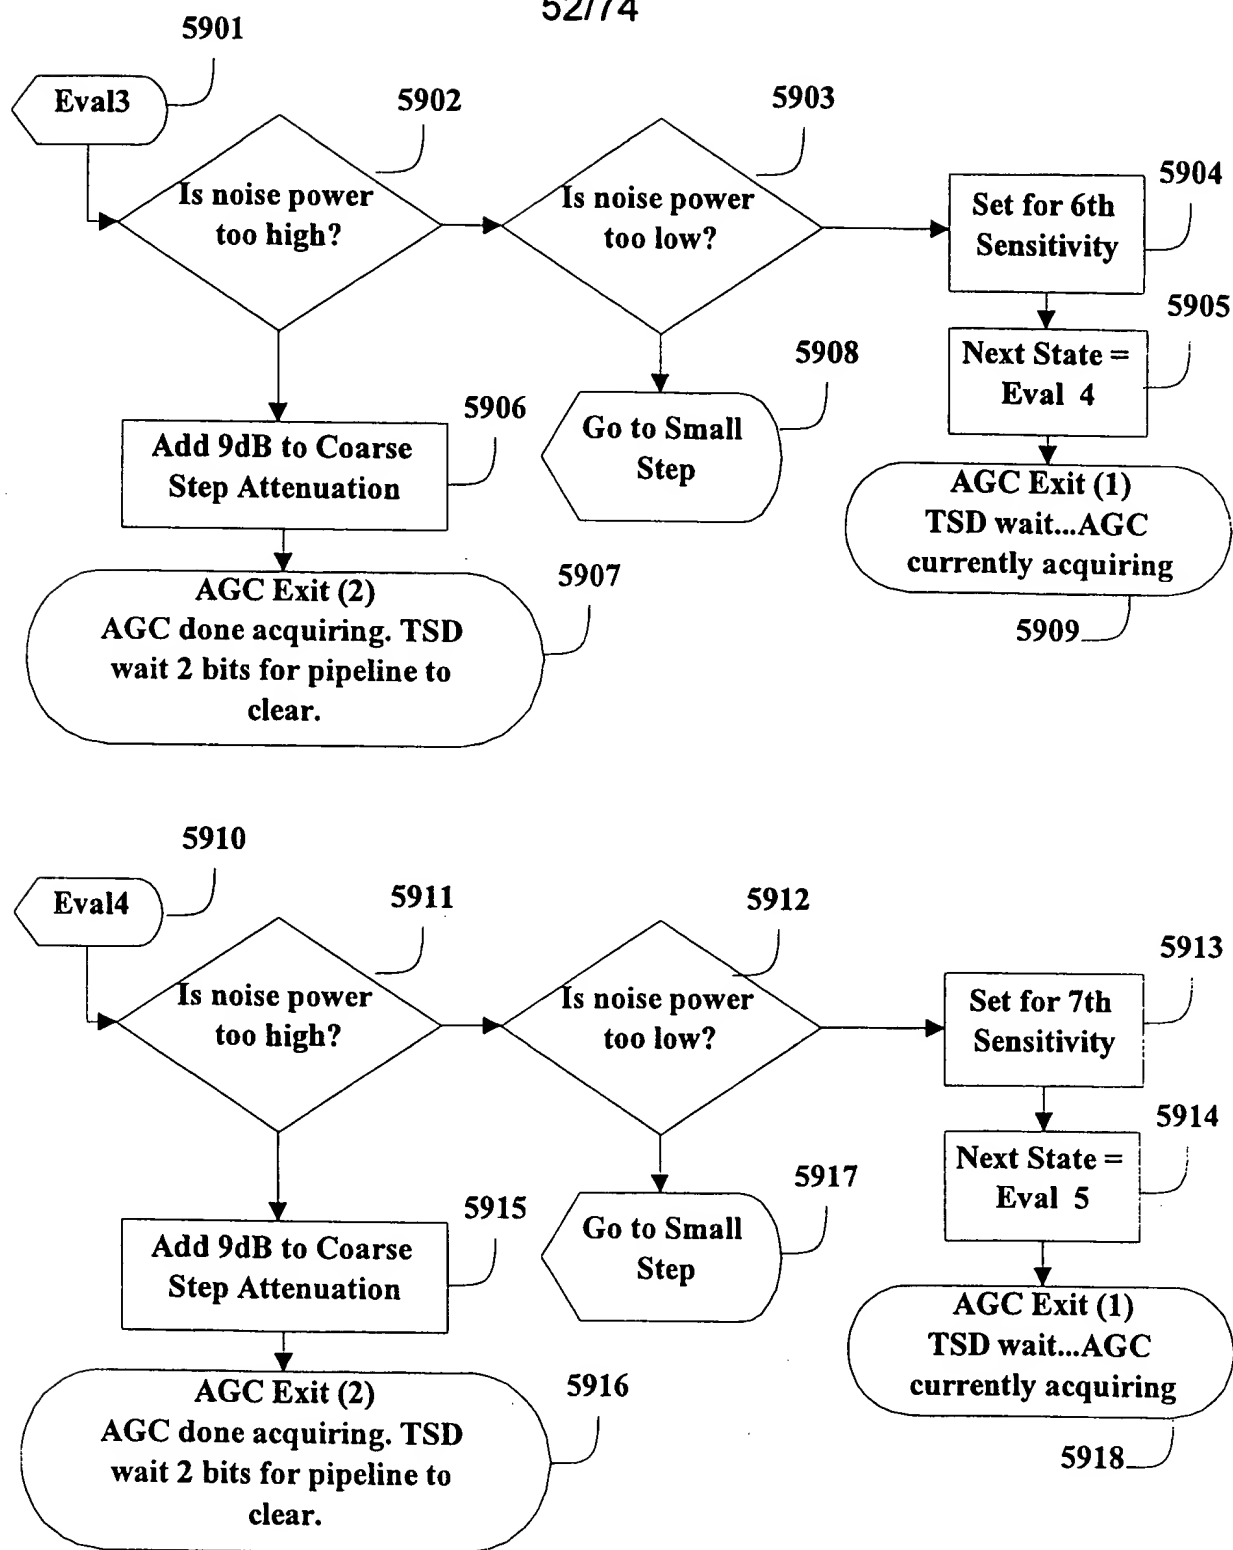 52/74
5901
Eval3
5902
5903
Is noise power
too high?
Is noise power
too low?
5904
Set for 6th
Sensitivity
5905
Next State =
Eval 4
5906
Add 9dB to Coarse
Step Attenuation
5908
Go to Small
Step
AGC Exit (1)
TSD wait...AGC
currently acquiring
5909
5907
AGC Exit (2)
AGC done acquiring. TSD
wait 2 bits for pipeline to
clear.
5910
Eval4
5911
5912
Is noise power
too high?
Is noise power
too low?
5913
Set for 7th
Sensitivity
5914
Next State =
Eval 5
5915
Add 9dB to Coarse
Step Attenuation
5917
Go to Small
Step
AGC Exit (1)
TSD wait...AGC
currently acquiring
5918
5916
AGC Exit (2)
AGC done acquiring. TSD
wait 2 bits for pipeline to
clear.